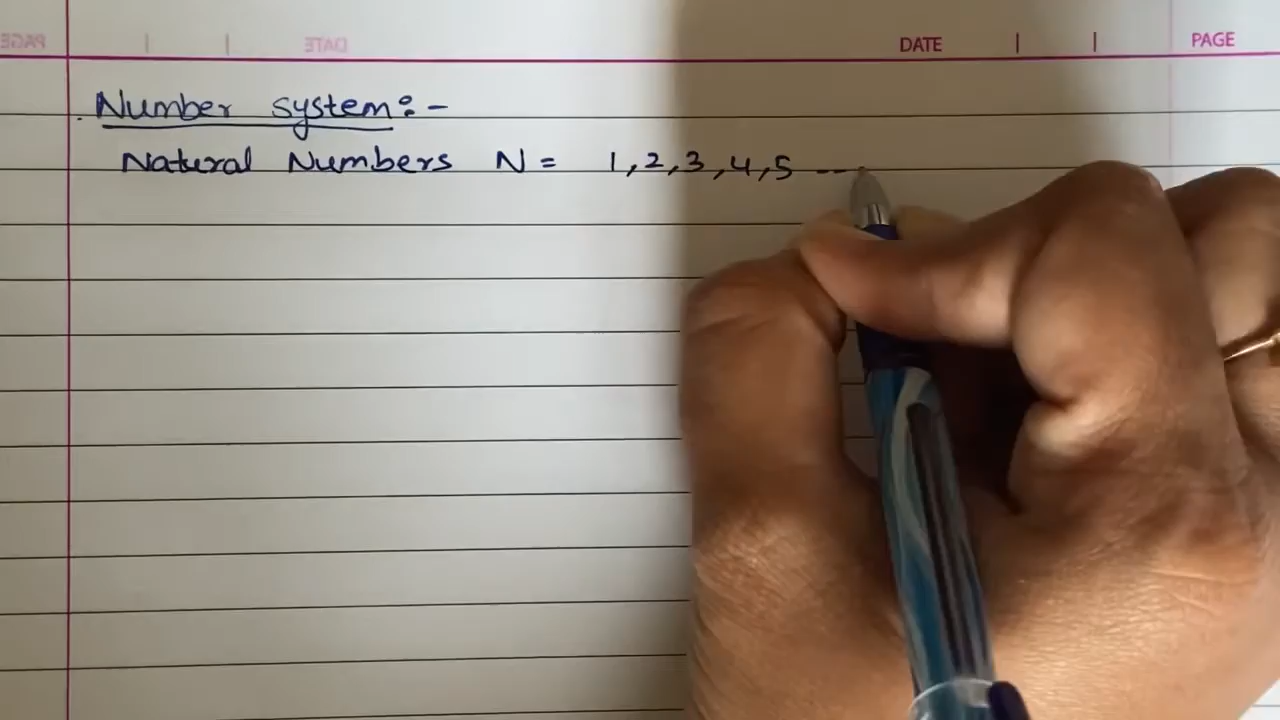 DATE | | PAGE
Number system:-
Natural Numbers N = 1,2,3,4,5 --